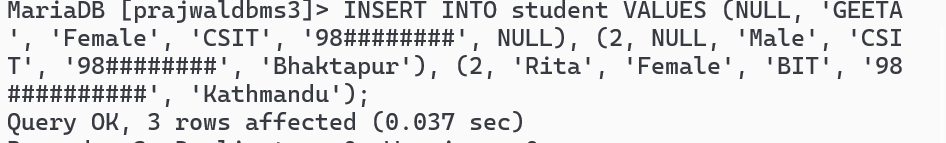 MariaDB [prajwaldbms3]> INSERT INTO student VALUES (NULL, 'GEETA
', 'Female', 'CSIT', '98########', NULL), (2, NULL, 'Male', 'CSI
T', '98########', 'Bhaktapur'), (2, 'Rita', 'Female', 'BIT', '98
##########', 'Kathmandu');
Query OK, 3 rows affected (0.037 sec)